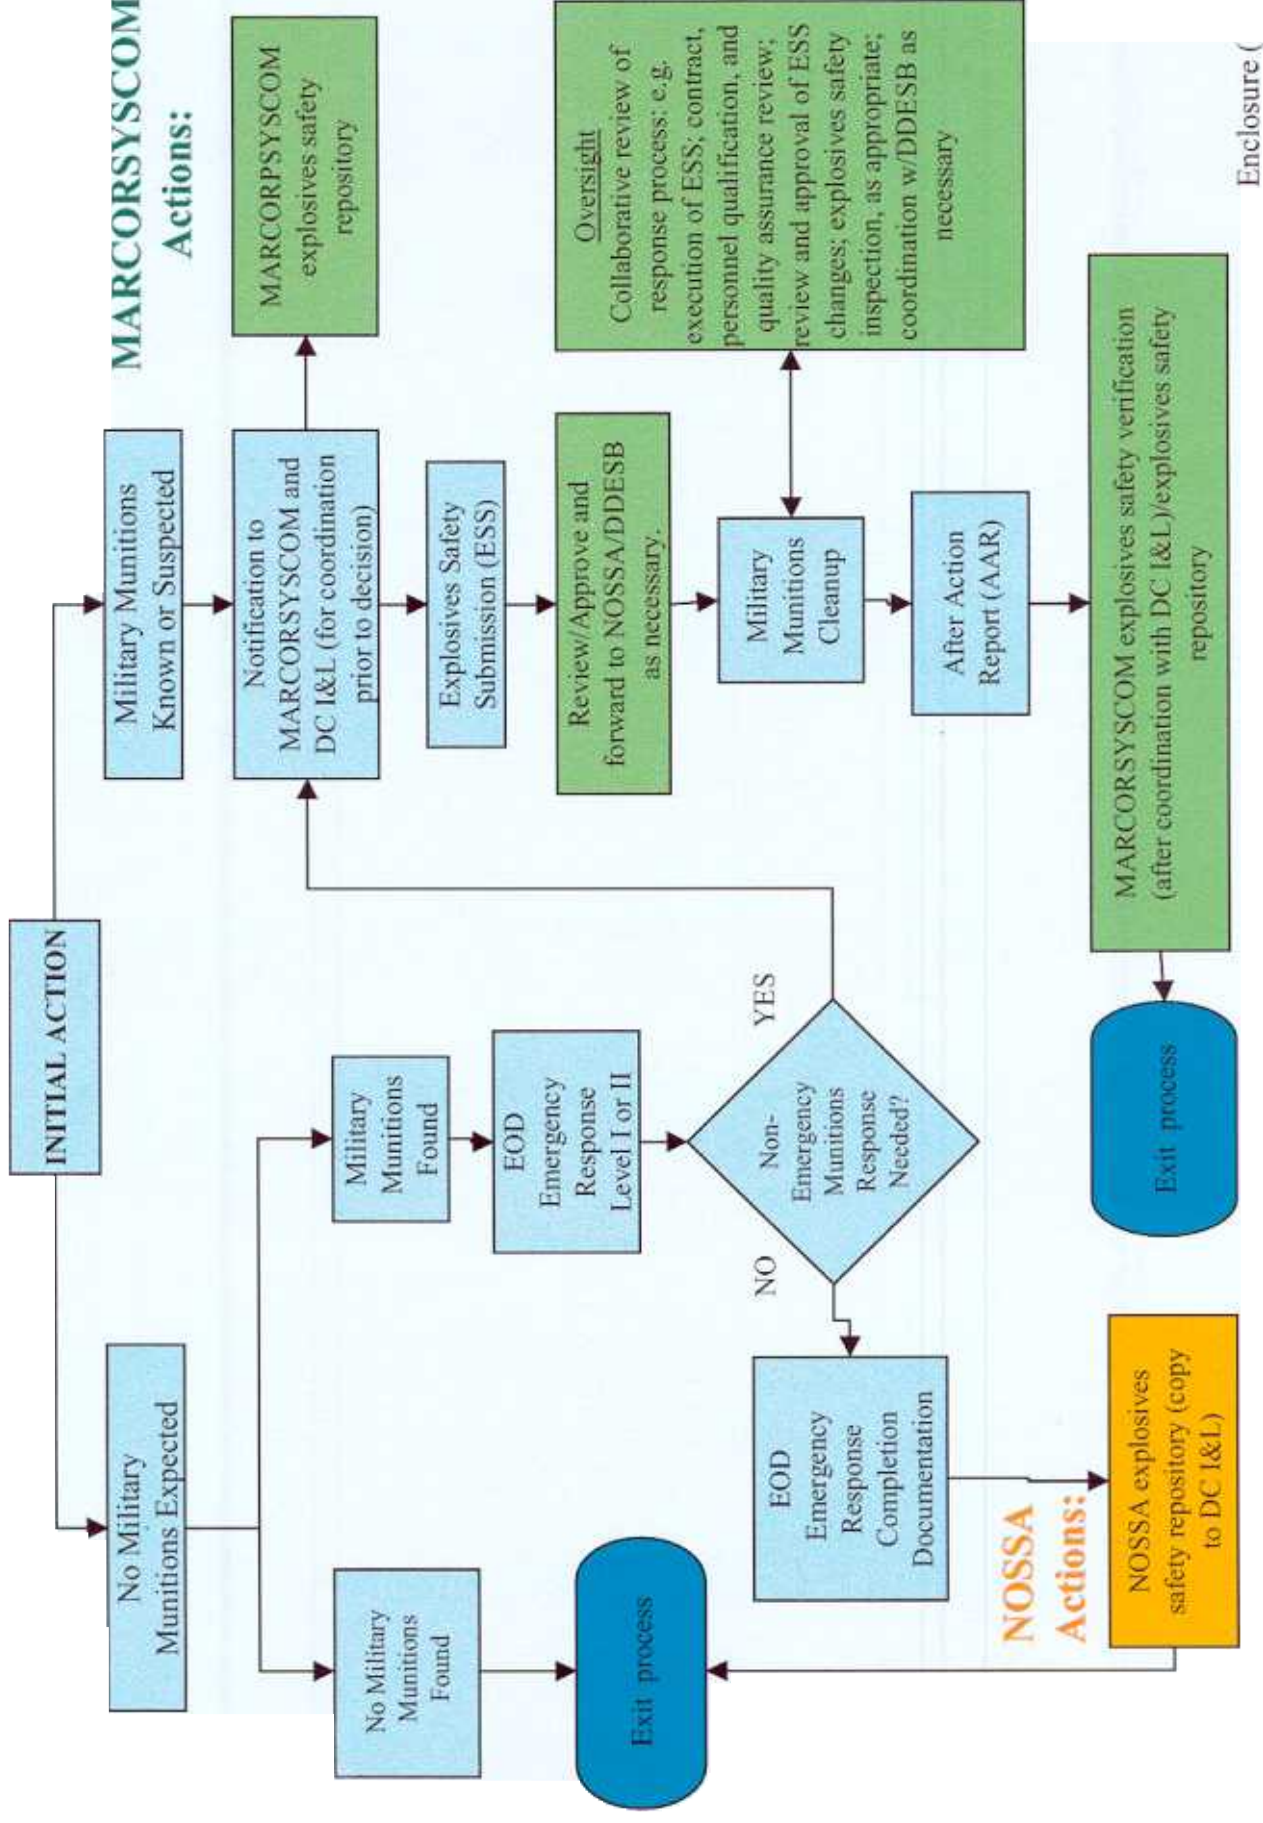 INITIAL ACTION
MARCORSYSCOM
Actions:
No Military
Munitions Expected
Military Munitions
Known or Suspected
MARCORPSYSCOM
explosives safety
repository
Notification to
MARCORSYSCOM and
DC I&L (for coordination
prior to decision)
No Military
Munitions
Found
Military
Munitions
Found
Explosives Safety
Submission (ESS)
EOD
Emergency
Response
Level I or II
Review/Approve and
forward to NOSSA/DDESB
as necessary.
Oversight
Collaborative review of
response process: e.g.
execution of ESS; contract,
personnel qualification, and
quality assurance review;
review and approval of ESS
changes; explosives safety
inspection, as appropriate;
coordination w/DDESB as
necessary
Exit process
Non-
Emergency
Munitions
Response
Needed?
NO
YES
Military
Munitions
Cleanup
EOD
Emergency
Response
Completion
Documentation
After Action
Report (AAR)
NOSSA
Actions:
NOSSA explosives
safety repository (copy
to DC I&L)
Exit process
MARCORSYSCOM explosives safety verification
(after coordination with DC I&L)/explosives safety
repository
Enclosure (